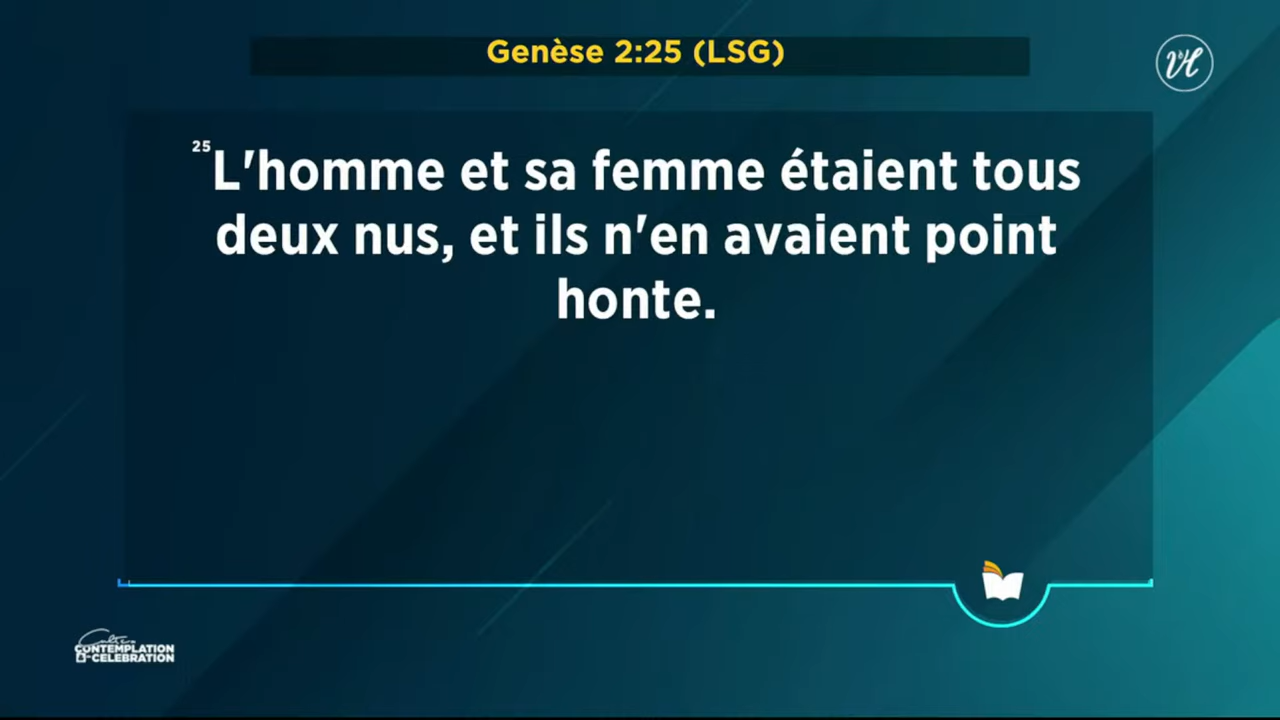 Genèse 2:25 (LSG)
25L'homme et sa femme étaient tous
deux nus, et ils n'en avaient point
honte.
CONTEMPLATION
CELEBRATION